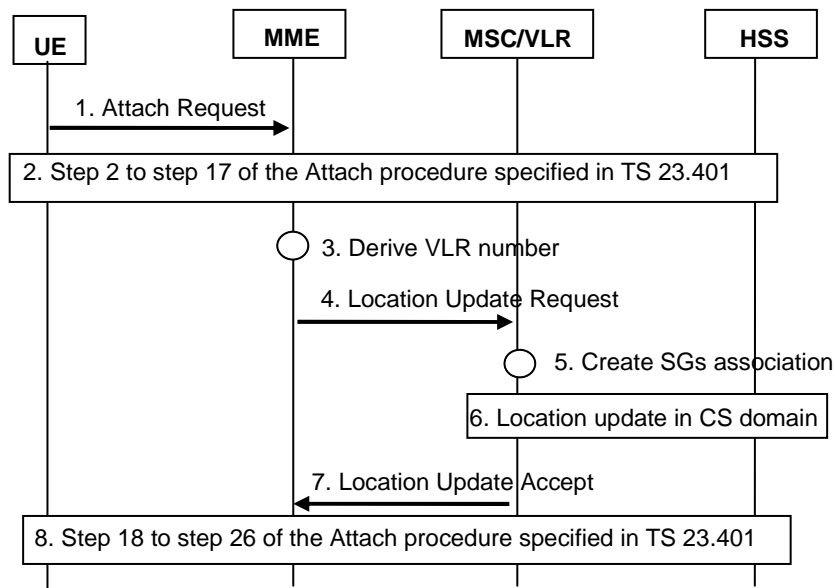 UE
MME
MSC/VLR
HSS
1. Attach Request
2. Step 2 to step 17 of the Attach procedure specified in TS 23.401
3. Derive VLR number
4. Location Update Request
5. Create SGs association
6. Location update in CS domain
7. Location Update Accept
8. Step 18 to step 26 of the Attach procedure specified in TS 23.401